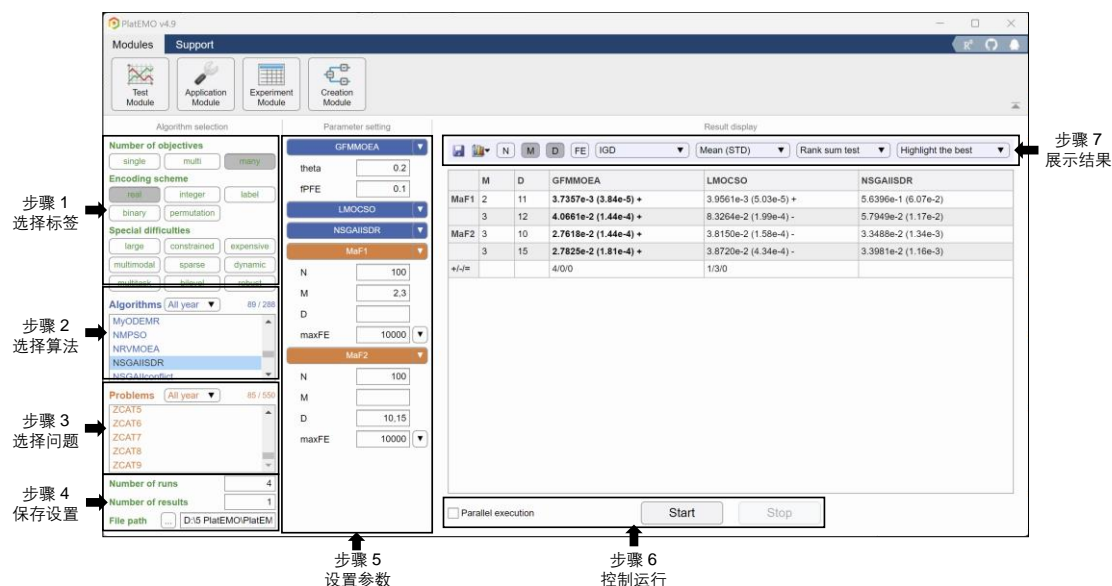 PlatEMO v4.9
Modules Support
Test Module
Application Module
Experiment Module
Creation Module
Algorithm selection Parameter setting Result display
步骤 1
选择标签
Number of objectives
single multi many
Encoding scheme
real integer label
binary permutation
Special difficulties
large constrained expensive
multimodal sparse dynamic
multitask bilevel robust
步骤 2
选择算法
Algorithms All year 89 / 288
MyODEMR
NMPSO
NRVMOEA
NSGAIISDR
NSGAIIconflict
步骤 3
选择问题
Problems All year 85 / 550
ZCAT5
ZCAT6
ZCAT7
ZCAT8
ZCAT9
步骤 4
保存设置
Number of runs 4
Number of results 1
File path ... D:\5 PlatEMO\PlatEM
GFMMOEA
theta 0.2
fPFE 0.1
LMOCSO
NSGAIISDR
MaF1
N 100
M 2,3
D
maxFE 10000
MaF2
N 100
M
D 10,15
maxFE 10000
步骤 5
设置参数
N M D FE IGD Mean (STD) Rank sum test Highlight the best
步骤 7
展示结果
M D GFMMOEA LMOCSO NSGAIISDR
MaF1 2 11 3.7357e-3 (3.84e-5) + 3.9561e-3 (5.03e-5) + 5.6396e-1 (6.07e-2)
3 12 4.0661e-2 (1.44e-4) + 8.3264e-2 (1.99e-4) - 5.7949e-2 (1.17e-2)
MaF2 3 10 2.7618e-2 (1.44e-4) + 3.8150e-2 (1.58e-4) - 3.3488e-2 (1.34e-3)
3 15 2.7825e-2 (1.81e-4) + 3.8720e-2 (4.34e-4) - 3.3981e-2 (1.16e-3)
+/-/= 4/0/0 1/3/0
Parallel execution Start Stop
步骤 6
控制运行